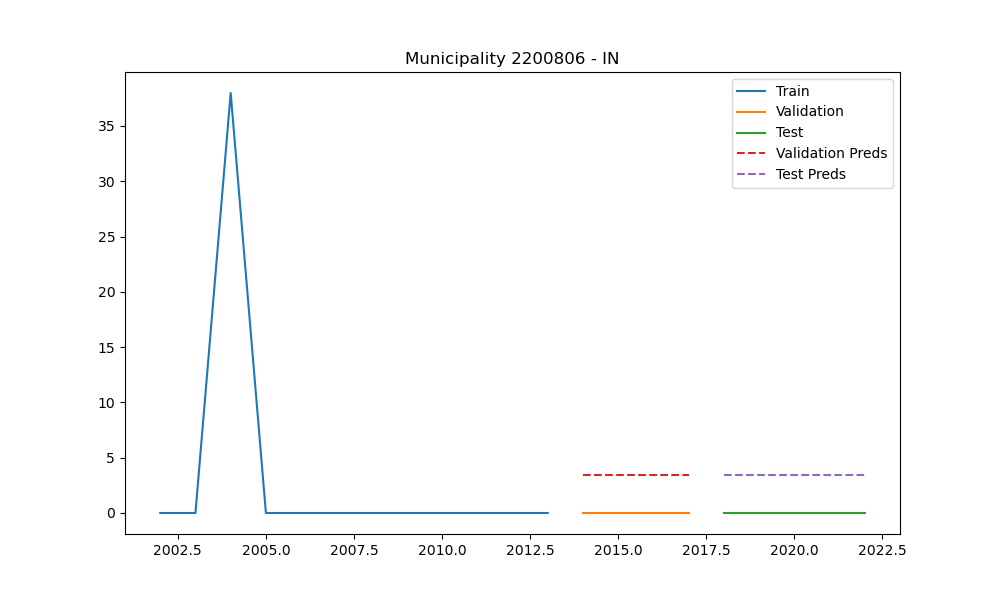 Municipality 2200806 - IN
Train
Validation
Test
Validation Preds
Test Preds
35
30
25
20
15
10
5
0
2002.5 2005.0 2007.5 2010.0 2012.5 2015.0 2017.5 2020.0 2022.5